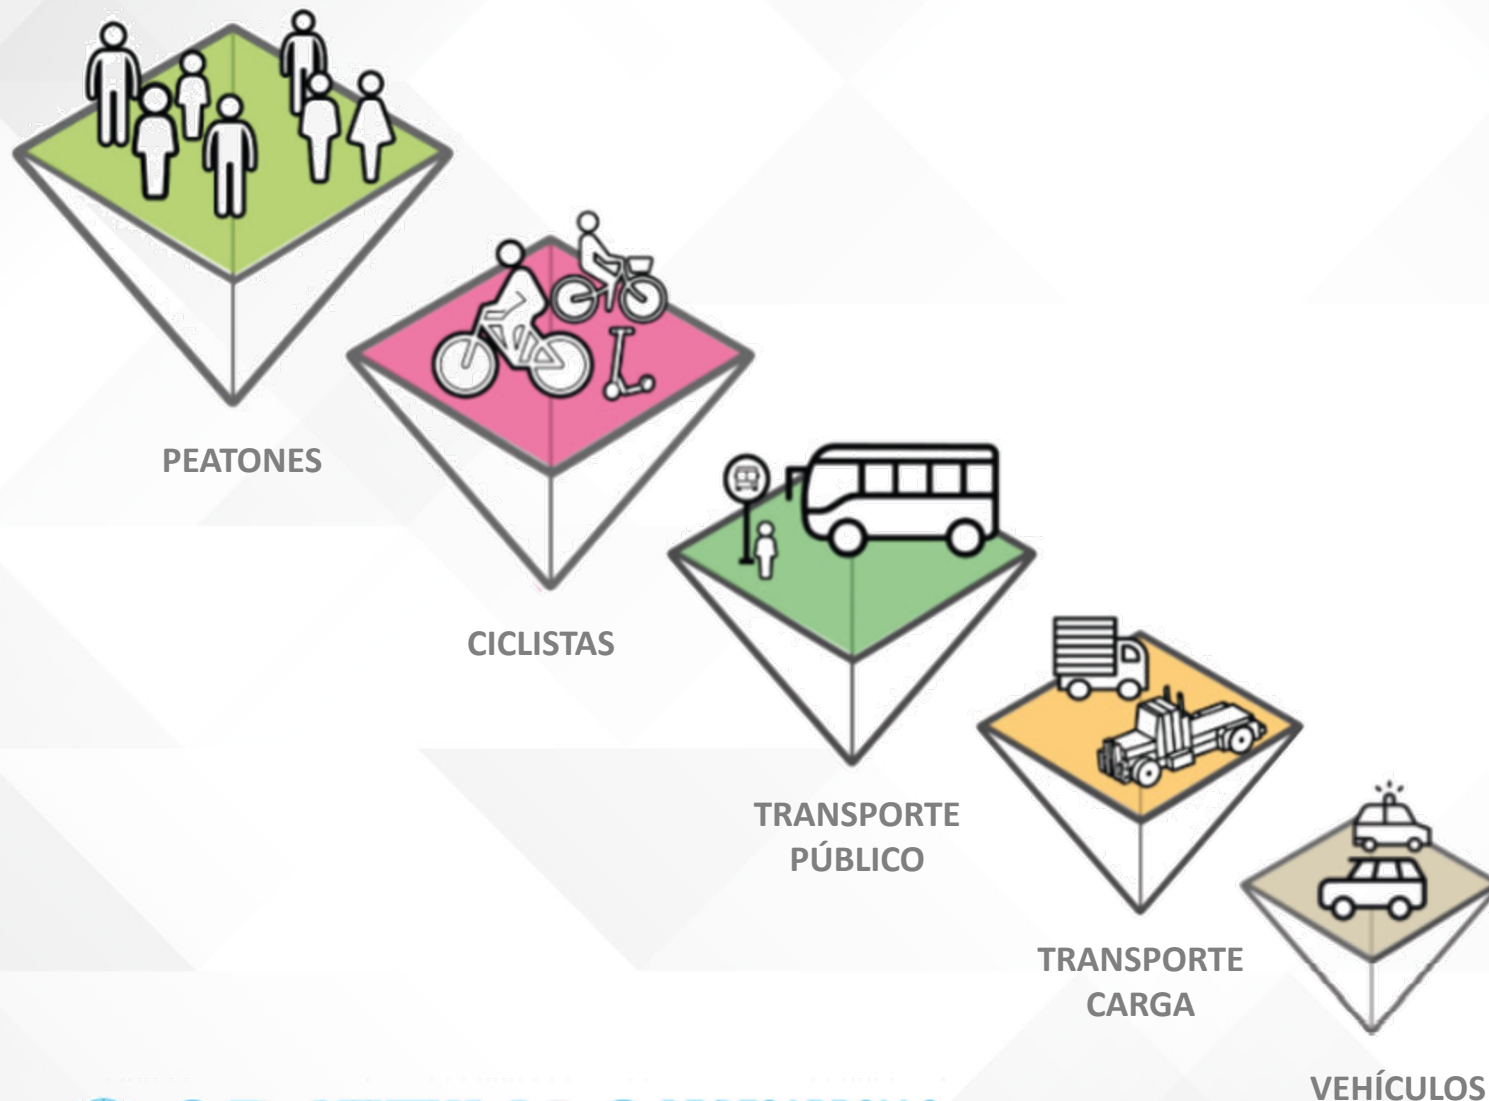 PEATONES
CICLISTAS
TRANSPORTE
PÚBLICO
TRANSPORTE
CARGA
VEHÍCULOS